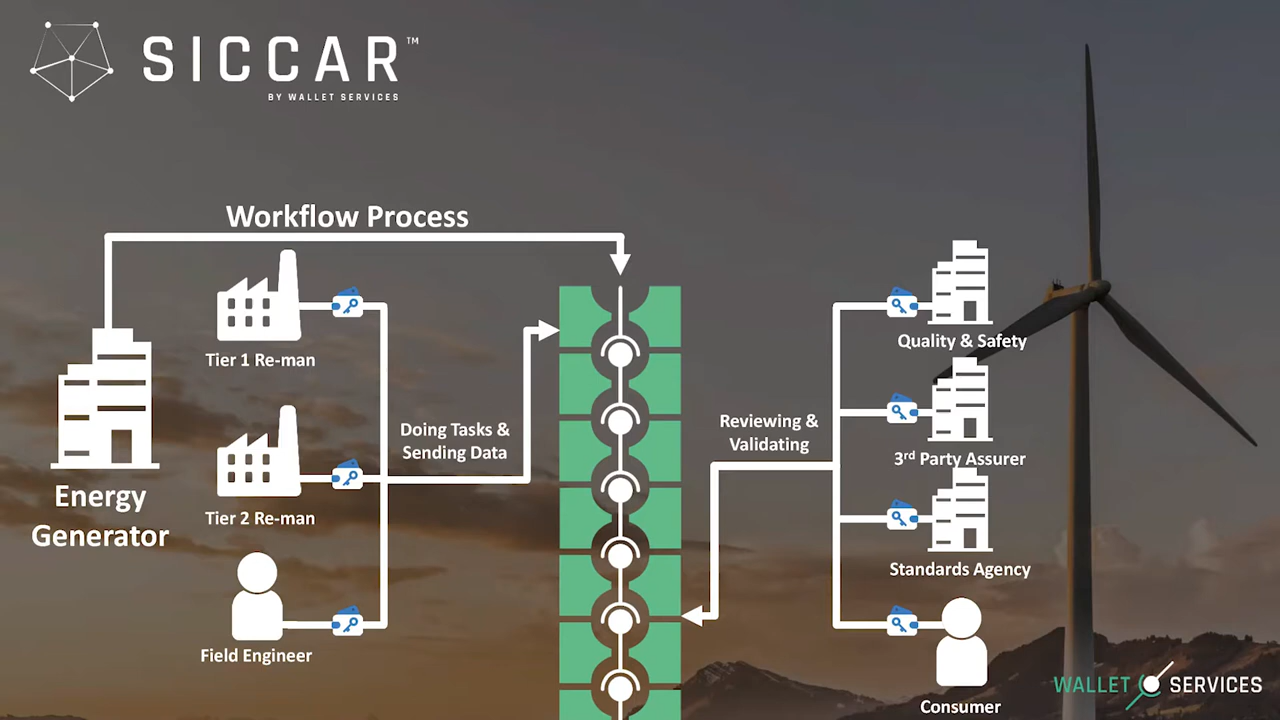 SICCAR™
BY WALLET SERVICES
Workflow Process
Tier 1 Re-man
Doing Tasks &
Sending Data
Tier 2 Re-man
Energy
Generator
Field Engineer
Quality & Safety
Reviewing &
Validating
3rd Party Assurer
Standards Agency
Consumer
WALLET SERVICES